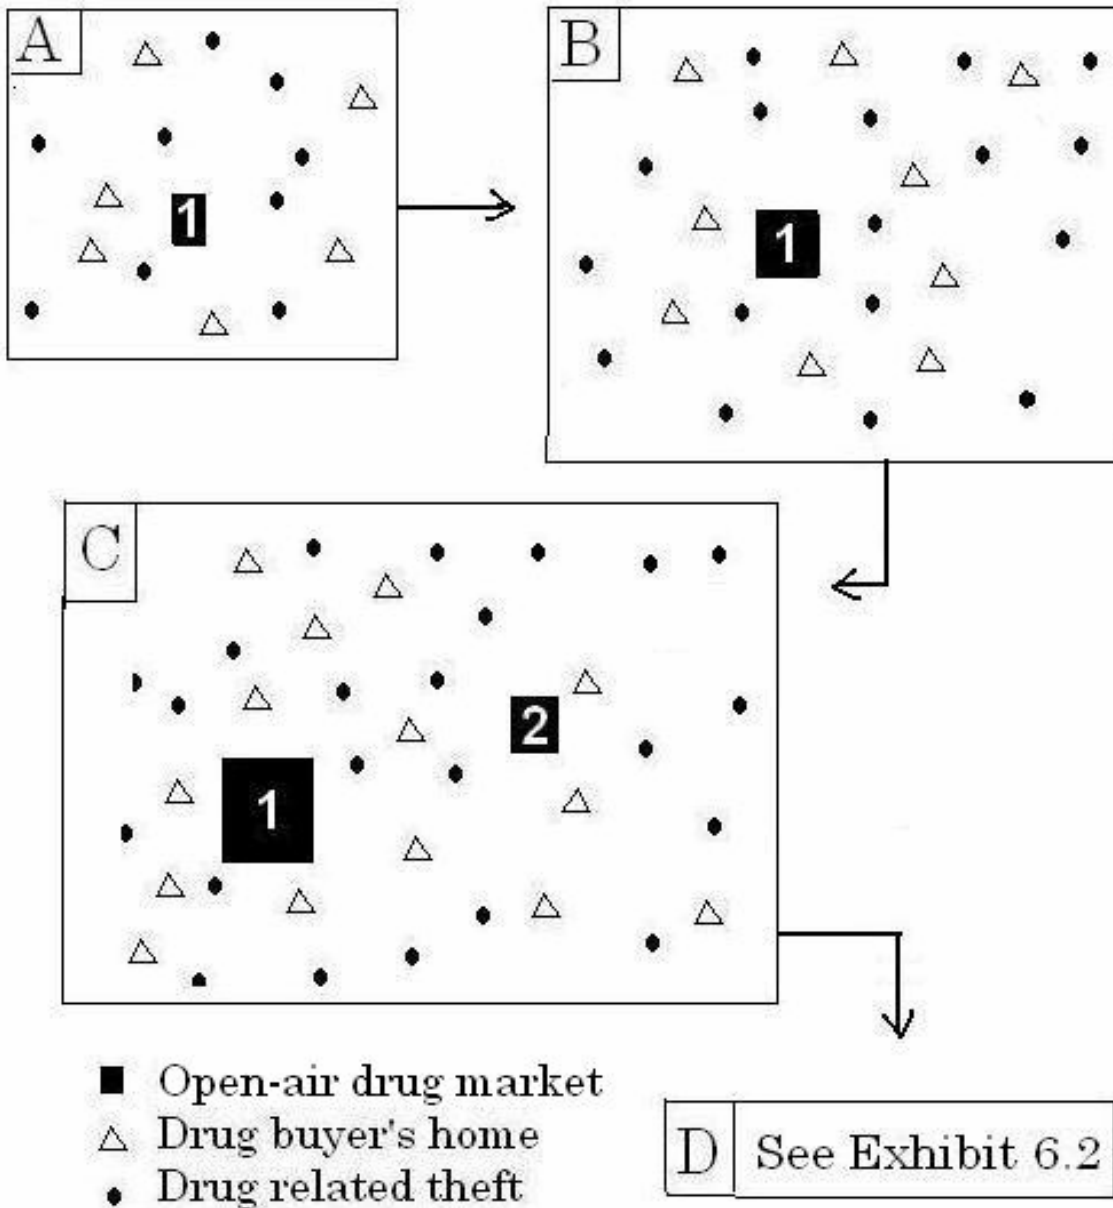 A
1
B
1
C
2
1
Open-air drug market
Drug buyer's home
Drug related theft
D
See Exhibit 6.2